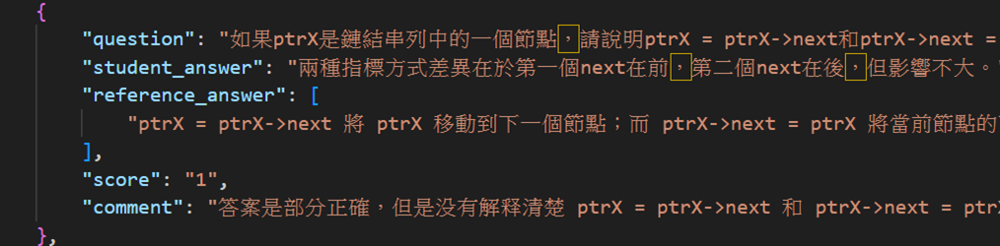 {
"question": "如果ptrX是鏈結串列中的一個節點，請說明ptrX = ptrX->next和ptrX->next =
"student_answer": "兩種指標方式差異在於第一個next在前，第二個next在後，但影響不大。
"reference_answer": [
"ptrX = ptrX->next 將 ptrX 移動到下一個節點；而 ptrX->next = ptrX 將當前節點的
],
"score": "1",
"comment": "答案是部分正確，但是没有解释清楚 ptrX = ptrX->next 和 ptrX->next = ptr
},